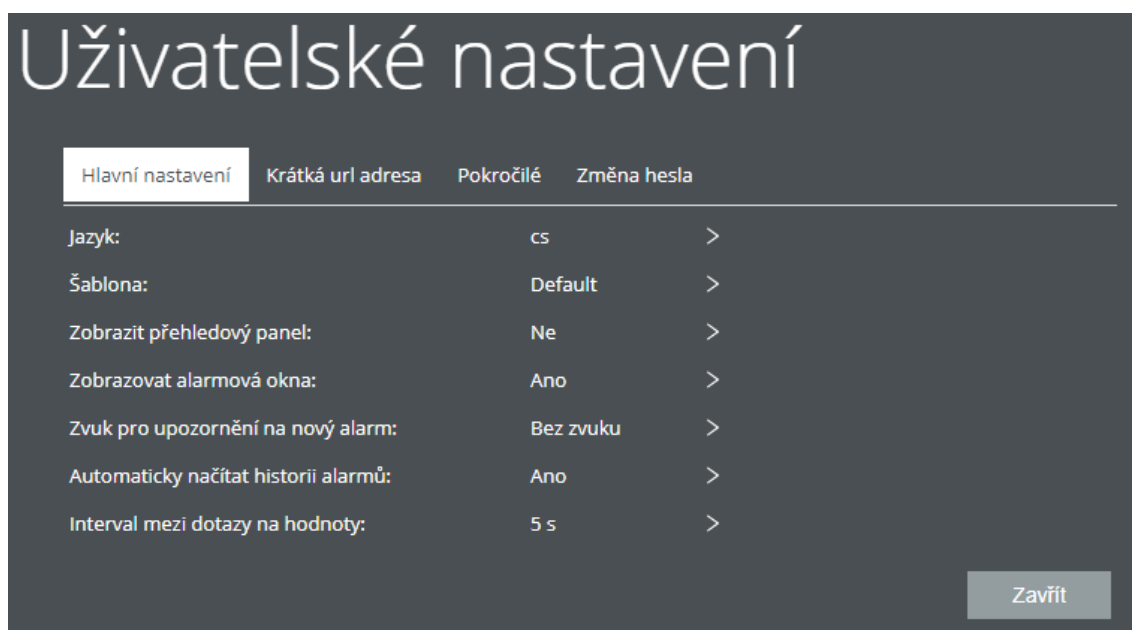 Uživatelské nastavení
Hlavní nastavení Krátká url adresa Pokročilé Změna hesla
Jazyk: cs >
Šablona: Default >
Zobrazit přehledový panel: Ne >
Zobrazovat alarmová okna: Ano >
Zvuk pro upozornění na nový alarm: Bez zvuku >
Automaticky načítat historii alarmů: Ano >
Interval mezi dotazy na hodnoty: 5 s >
Zavřít